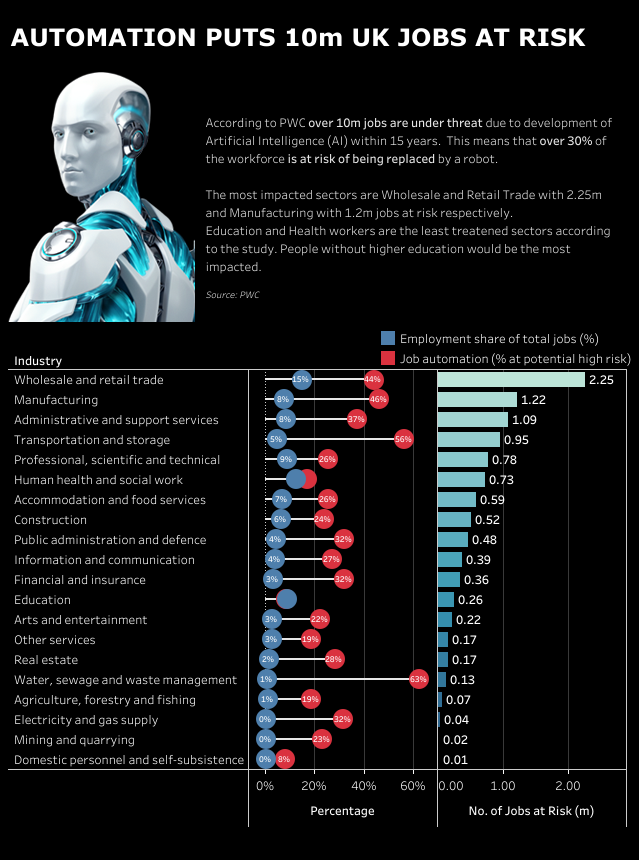 AUTOMATION PUTS 10m UK JOBS AT RISK
According to PWC over 10m jobs are under threat due to development of
Artificial Intelligence (AI) within 15 years. This means that over 30% of
the workforce is at risk of being replaced by a robot.
The most impacted sectors are Wholesale and Retail Trade with 2.25m
and Manufacturing with 1.2m jobs at risk respectively.
Education and Health workers are the least treatened sectors according
to the study. People without higher education would be the most
impacted.
Source: PWC
Employment share of total jobs (%)
Industry
Job automation (% at potential high risk)
Wholesale and retail trade 15% 44% 2.25
Manufacturing 8% 46% 1.22
Administrative and support services 8% 37% 1.09
Transportation and storage 5% 56% 0.95
Professional, scientific and technical 9% 26% 0.78
Human health and social work 0.73
Accommodation and food services 7% 26% 0.59
Construction 6% 24% 0.52
Public administration and defence 4% 32% 0.48
Information and communication 4% 27% 0.39
Financial and insurance 3% 32% 0.36
Education 0.26
Arts and entertainment 3% 22% 0.22
Other services 3% 19% 0.17
Real estate 2% 28% 0.17
Water, sewage and waste management 1% 63% 0.13
Agriculture, forestry and fishing 1% 19% 0.07
Electricity and gas supply 0% 32% 0.04
Mining and quarrying 0% 23% 0.02
Domestic personnel and self-subsistence 0% 8% 0.01
0% 20% 40% 60% 0.00 1.00 2.00
Percentage No. of Jobs at Risk (m)